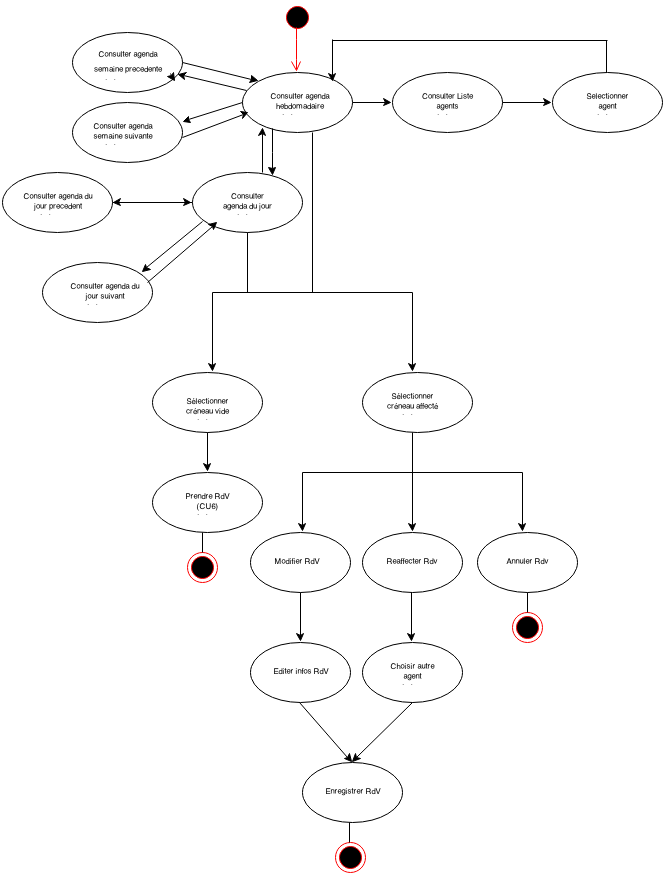 Consulter agenda
semaine precedente
Consulter agenda
hebdomadaire
Consulter Liste
agents
Selectionner
agent
Consulter agenda
semaine suivante
Consulter agenda du
jour precedent
Consulter
agenda du jour
Consulter agenda du
jour suivant
Sélectionner
créneau vide
Sélectionner
créneau affecté
Prendre RdV
(CU6)
Modifier RdV
Reaffecter Rdv
Annuler Rdv
Editer infos RdV
Choisir autre
agent
Enregistrer RdV